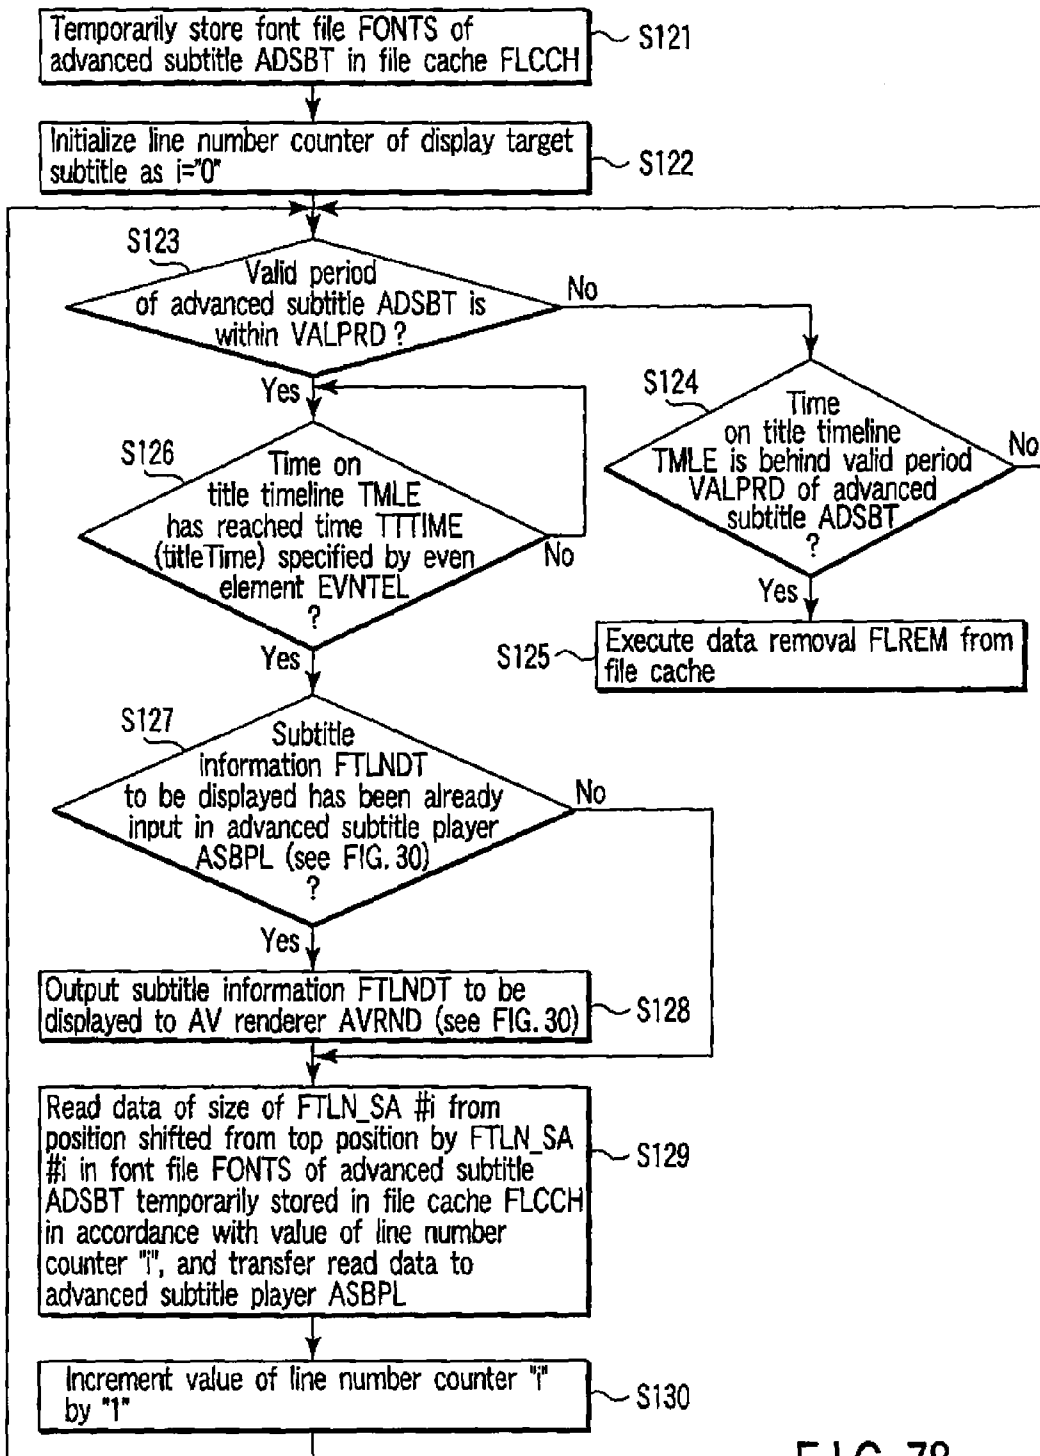 Temporarily store font file FONTS of
advanced subtitle ADSBT in file cache FLCCH
S121
Initialize line number counter of display target
subtitle as i="0"
S122
S123
Valid period
of advanced subtitle ADSBT is
within VALPRD ?
No
Yes
S124
Time
on title timeline
TMLE is behind valid period
VALPRD of advanced
subtitle ADSBT
?
No
Yes
S126
Time on
title timeline TMLE
has reached time TTTIME
(titleTime) specified by even
element EVNTEL
?
No
Yes
S125
Execute data removal FLREM from
file cache
S127
Subtitle
information FTLNDT
to be displayed has been already
input in advanced subtitle player
ASBPL (see FIG. 30)
?
No
Yes
Output subtitle information FTLNDT to be
displayed to AV renderer AVRND (see FIG. 30)
S128
Read data of size of FTLN_SA #i from
position shifted from top position by FTLN_SA
#i in font file FONTS of advanced subtitle
ADSBT temporarily stored in file cache FLCCH
in accordance with value of line number
counter "i", and transfer read data to
advanced subtitle player ASBPL
S129
Increment value of line number counter "i"
by "1"
S130
FIG. 78